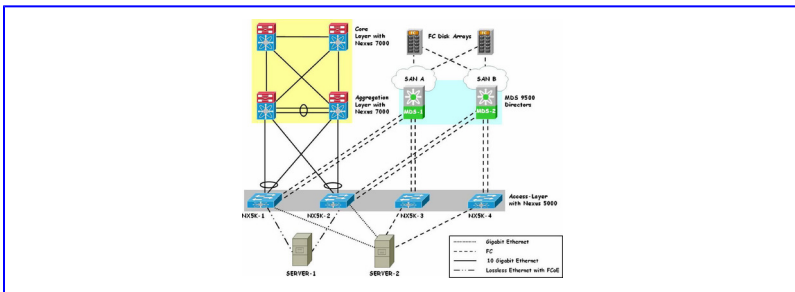 Core
Layer with
Nexus 7000
FC Disk Arrays
SAN A
SAN B
Aggregation
Layer with
Nexus 7000
MDS-1
MDS-2
MDS 9500
Directors
Access-Layer
with Nexus 5000
NX5K-1
NX5K-2
NX5K-3
NX5K-4
SERVER-1
SERVER-2
Gigabit Ethernet
FC
10 Gigabit Ethernet
Lossless Ethernet with FCoE